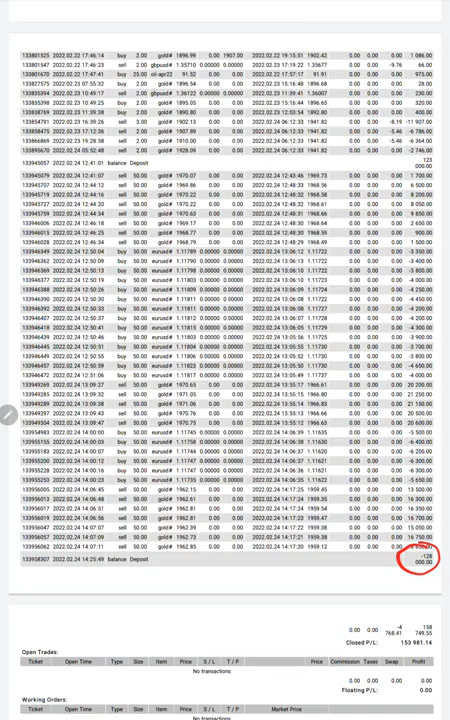 133801525 2022.02.22 17:46:14 buy 2.00 gold# 1896.99 0.00 1907.00 2022.02.22 19:15:51 1902.42 0.00 0.00 0.00 1 086.00
133801547 2022.02.22 17:46:23 sell 2.00 gbpusd# 1.35710 0.00000 0.00000 2022.02.23 17:19:22 1.35677 0.00 0.00 -9.76 66.00
133801670 2022.02.22 17:47:41 buy 25.00 oil-apr22 91.52 0.00 0.00 2022.02.22 17:57:17 91.91 0.00 0.00 0.00 975.00
133827575 2022.02.23 07:55:32 buy 2.00 gold# 1896.54 0.00 0.00 2022.02.23 15:16:48 1896.68 0.00 0.00 0.00 28.00
133835394 2022.02.23 10:49:17 buy 2.00 gbpusd# 1.36122 0.00000 0.00000 2022.02.23 11:39:41 1.36007 0.00 0.00 0.00 230.00
133835398 2022.02.23 10:49:25 buy 2.00 gold# 1895.05 0.00 0.00 2022.02.23 15:16:44 1896.65 0.00 0.00 0.00 320.00
133838769 2022.02.23 11:39:38 buy 2.00 gold# 1890.80 0.00 0.00 2022.02.23 12:03:54 1892.80 0.00 0.00 0.00 400.00
133854791 2022.02.23 16:39:26 sell 3.00 gold# 1902.13 0.00 0.00 2022.02.24 06:12:33 1941.82 0.00 0.00 -8.19 -11 907.00
133858475 2022.02.23 17:12:36 sell 2.00 gold# 1907.89 0.00 0.00 2022.02.24 06:12:33 1941.82 0.00 0.00 -5.46 -6 786.00
133866869 2022.02.23 19:28:58 sell 2.00 gold# 1910.00 0.00 0.00 2022.02.24 06:12:33 1941.82 0.00 0.00 -5.46 -6 364.00
133895670 2022.02.24 05:52:48 sell 2.00 gold# 1928.09 0.00 0.00 2022.02.24 06:12:33 1941.82 0.00 0.00 0.00 -2 746.00
133945057 2022.02.24 12:41:01 balance Deposit 123
000.00
133945079 2022.02.24 12:41:07 sell 50.00 gold# 1970.07 0.00 0.00 2022.02.24 12:43:46 1969.73 0.00 0.00 0.00 1 700.00
133945707 2022.02.24 12:44:12 sell 50.00 gold# 1969.86 0.00 0.00 2022.02.24 12:48:33 1968.56 0.00 0.00 0.00 6 500.00
133945716 2022.02.24 12:44:16 sell 50.00 gold# 1970.22 0.00 0.00 2022.02.24 12:48:32 1968.58 0.00 0.00 0.00 8 200.00
133945727 2022.02.24 12:44:20 sell 50.00 gold# 1970.22 0.00 0.00 2022.02.24 12:48:32 1968.61 0.00 0.00 0.00 8 050.00
133945759 2022.02.24 12:44:34 sell 50.00 gold# 1970.63 0.00 0.00 2022.02.24 12:48:31 1968.66 0.00 0.00 0.00 9 850.00
133946006 2022.02.24 12:46:18 sell 50.00 gold# 1969.17 0.00 0.00 2022.02.24 12:48:30 1968.64 0.00 0.00 0.00 2 650.00
133946015 2022.02.24 12:46:25 sell 50.00 gold# 1968.77 0.00 0.00 2022.02.24 12:48:30 1968.59 0.00 0.00 0.00 900.00
133946028 2022.02.24 12:46:34 sell 50.00 gold# 1968.79 0.00 0.00 2022.02.24 12:48:29 1968.49 0.00 0.00 0.00 1 500.00
133946349 2022.02.24 12:50:04 buy 50.00 eurusd# 1.11789 0.00000 0.00000 2022.02.24 13:06:12 1.11722 0.00 0.00 0.00 -3 350.00
133946362 2022.02.24 12:50:09 buy 50.00 eurusd# 1.11790 0.00000 0.00000 2022.02.24 13:06:13 1.11722 0.00 0.00 0.00 -3 400.00
133946369 2022.02.24 12:50:13 buy 50.00 eurusd# 1.11798 0.00000 0.00000 2022.02.24 13:06:10 1.11722 0.00 0.00 0.00 -3 800.00
133946377 2022.02.24 12:50:19 buy 50.00 eurusd# 1.11803 0.00000 0.00000 2022.02.24 13:06:10 1.11723 0.00 0.00 0.00 -4 000.00
133946388 2022.02.24 12:50:26 buy 50.00 eurusd# 1.11809 0.00000 0.00000 2022.02.24 13:06:09 1.11724 0.00 0.00 0.00 -4 250.00
133946390 2022.02.24 12:50:30 buy 50.00 eurusd# 1.11811 0.00000 0.00000 2022.02.24 13:06:08 1.11722 0.00 0.00 0.00 -4 450.00
133946392 2022.02.24 12:50:33 buy 50.00 eurusd# 1.11811 0.00000 0.00000 2022.02.24 13:06:08 1.11727 0.00 0.00 0.00 -4 200.00
133946407 2022.02.24 12:50:37 buy 50.00 eurusd# 1.11812 0.00000 0.00000 2022.02.24 13:06:07 1.11728 0.00 0.00 0.00 -4 200.00
133946418 2022.02.24 12:50:41 buy 50.00 eurusd# 1.11815 0.00000 0.00000 2022.02.24 13:06:05 1.11729 0.00 0.00 0.00 -4 300.00
133946439 2022.02.24 12:50:46 buy 50.00 eurusd# 1.11803 0.00000 0.00000 2022.02.24 13:05:56 1.11725 0.00 0.00 0.00 -3 900.00
133946445 2022.02.24 12:50:51 buy 50.00 eurusd# 1.11804 0.00000 0.00000 2022.02.24 13:05:55 1.11730 0.00 0.00 0.00 -3 700.00
133946449 2022.02.24 12:50:55 buy 50.00 eurusd# 1.11806 0.00000 0.00000 2022.02.24 13:05:52 1.11730 0.00 0.00 0.00 -3 800.00
133946457 2022.02.24 12:50:59 buy 50.00 eurusd# 1.11823 0.00000 0.00000 2022.02.24 13:05:50 1.11730 0.00 0.00 0.00 -4 650.00
133946472 2022.02.24 12:51:06 buy 50.00 eurusd# 1.11817 0.00000 0.00000 2022.02.24 13:05:49 1.11737 0.00 0.00 0.00 -4 000.00
133949269 2022.02.24 13:09:27 sell 50.00 gold# 1970.65 0.00 0.00 2022.02.24 13:55:17 1966.61 0.00 0.00 0.00 20 200.00
133949285 2022.02.24 13:09:32 sell 50.00 gold# 1971.05 0.00 0.00 2022.02.24 13:55:15 1966.80 0.00 0.00 0.00 21 250.00
133949289 2022.02.24 13:09:38 sell 50.00 gold# 1971.06 0.00 0.00 2022.02.24 13:55:14 1966.83 0.00 0.00 0.00 21 150.00
133949297 2022.02.24 13:09:43 sell 50.00 gold# 1970.76 0.00 0.00 2022.02.24 13:55:13 1966.66 0.00 0.00 0.00 20 500.00
133949304 2022.02.24 13:09:47 sell 50.00 gold# 1970.75 0.00 0.00 2022.02.24 13:55:12 1966.63 0.00 0.00 0.00 20 600.00
133954983 2022.02.24 14:00:00 buy 50.00 eurusd# 1.11745 0.00000 0.00000 2022.02.24 14:06:39 1.11635 0.00 0.00 0.00 -5 500.00
133955155 2022.02.24 14:00:03 buy 50.00 eurusd# 1.11758 0.00000 0.00000 2022.02.24 14:06:38 1.11630 0.00 0.00 0.00 -6 400.00
133955183 2022.02.24 14:00:07 buy 50.00 eurusd# 1.11744 0.00000 0.00000 2022.02.24 14:06:37 1.11620 0.00 0.00 0.00 -6 200.00
133955200 2022.02.24 14:00:12 buy 50.00 eurusd# 1.11747 0.00000 0.00000 2022.02.24 14:06:37 1.11621 0.00 0.00 0.00 -6 300.00
133955228 2022.02.24 14:00:16 buy 50.00 eurusd# 1.11747 0.00000 0.00000 2022.02.24 14:06:36 1.11621 0.00 0.00 0.00 -6 300.00
133955253 2022.02.24 14:00:23 buy 50.00 eurusd# 1.11735 0.00000 0.00000 2022.02.24 14:06:35 1.11622 0.00 0.00 0.00 -5 650.00
133956005 2022.02.24 14:06:45 sell 50.00 gold# 1962.15 0.00 0.00 2022.02.24 14:17:25 1959.45 0.00 0.00 0.00 13 500.00
133956013 2022.02.24 14:06:48 sell 50.00 gold# 1962.61 0.00 0.00 2022.02.24 14:17:24 1959.35 0.00 0.00 0.00 16 300.00
133956017 2022.02.24 14:06:51 sell 50.00 gold# 1962.81 0.00 0.00 2022.02.24 14:17:24 1959.54 0.00 0.00 0.00 16 350.00
133956019 2022.02.24 14:06:56 sell 50.00 gold# 1962.81 0.00 0.00 2022.02.24 14:17:23 1959.47 0.00 0.00 0.00 16 700.00
133956047 2022.02.24 14:07:07 sell 50.00 gold# 1962.39 0.00 0.00 2022.02.24 14:17:22 1959.38 0.00 0.00 0.00 15 050.00
133956057 2022.02.24 14:07:09 sell 50.00 gold# 1962.73 0.00 0.00 2022.02.24 14:17:21 1959.38 0.00 0.00 0.00 16 750.00
133956062 2022.02.24 14:07:11 sell 50.00 gold# 1962.85 0.00 0.00 2022.02.24 14:17:20 1959.12 0.00 0.00 0.00
133958307 2022.02.24 14:25:49 balance Deposit -128
000.00
0.00 0.00 -4 768.41 158 749.55
Closed P/L: 153 981.14
Open Trades:
Ticket Open Time Type Size Item Price S / L T / P Price Commission Taxes Swap Profit
No transactions
0.00 0.00 0.00 0.00
Floating P/L: 0.00
Working Orders:
Ticket Open Time Type Size Item Price S / L T / P Market Price
No transactions